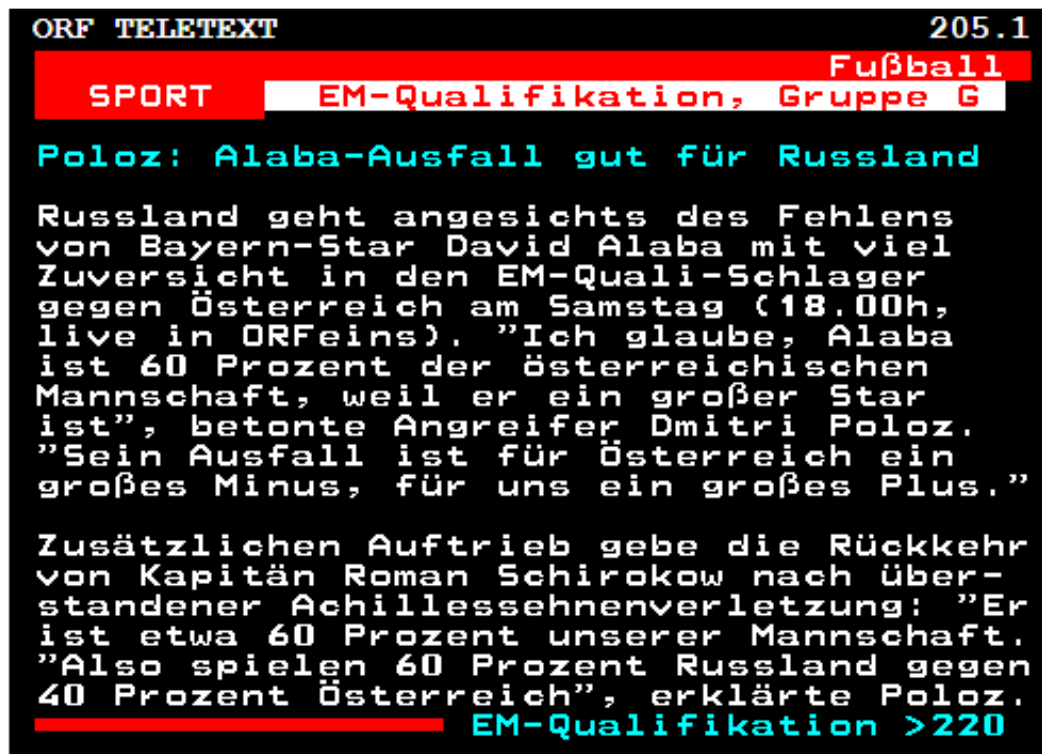 ORF TELETEXT 205.1
Fußball
SPORT EM-Qualifikation, Gruppe G
Poloz: Alaba-Ausfall gut für Russland
Russland geht angesichts des Fehlens
von Bayern-Star David Alaba mit viel
Zuversicht in den EM-Quali-Schlager
gegen Österreich am Samstag (18.00h,
live in ORFeins). "Ich glaube, Alaba
ist 60 Prozent der österreichischen
Mannschaft, weil er ein großer Star
ist", betonte Angreifer Dmitri Poloz.
"Sein Ausfall ist für Österreich ein
großes Minus, für uns ein großes Plus."
Zusätzlichen Auftrieb gebe die Rückkehr
von Kapitän Roman Schirokow nach über-
standener Achillessehnenverletzung: "Er
ist etwa 60 Prozent unserer Mannschaft.
"Also spielen 60 Prozent Russland gegen
40 Prozent Österreich", erklärte Poloz.
EM-Qualifikation >220